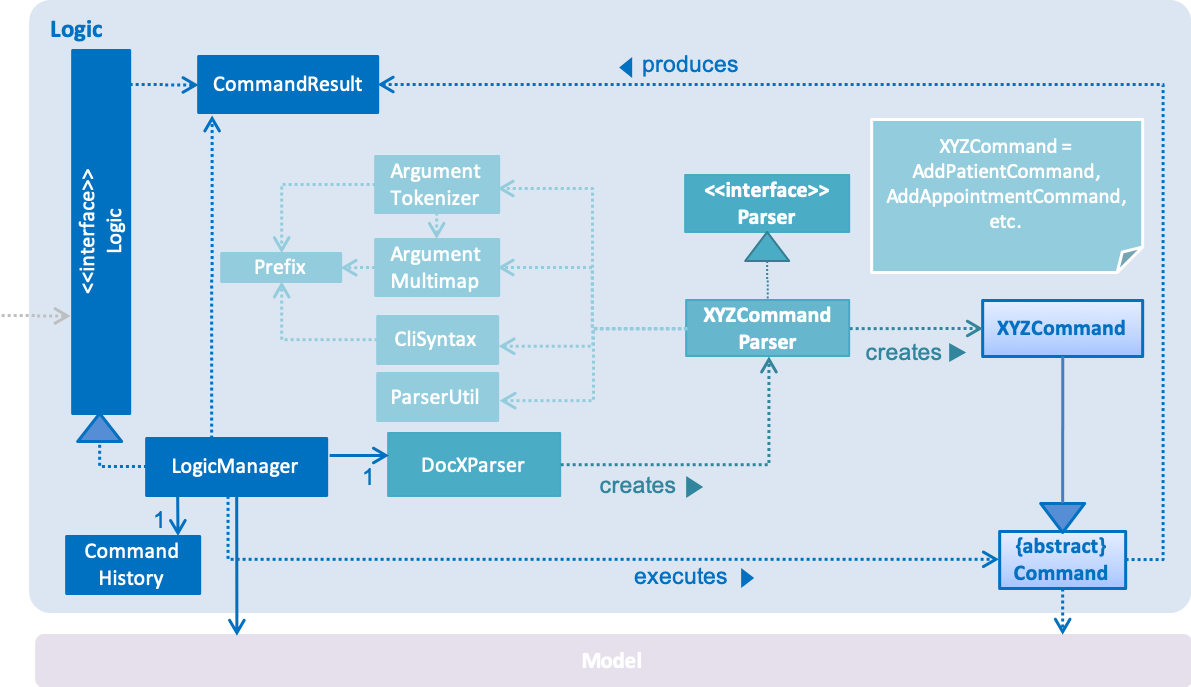 Logic
<<interface>>
Logic
CommandResult
◀ produces
XYZCommand =
AddPatientCommand,
AddAppointmentCommand,
etc.
Argument
Tokenizer
<<interface>>
Parser
Prefix
Argument
Multimap
XYZCommand
Parser
XYZCommand
creates ▶
CliSyntax
ParserUtil
LogicManager
1
DocXParser
creates ▶
1
Command
History
executes ▶
{abstract}
Command
Model